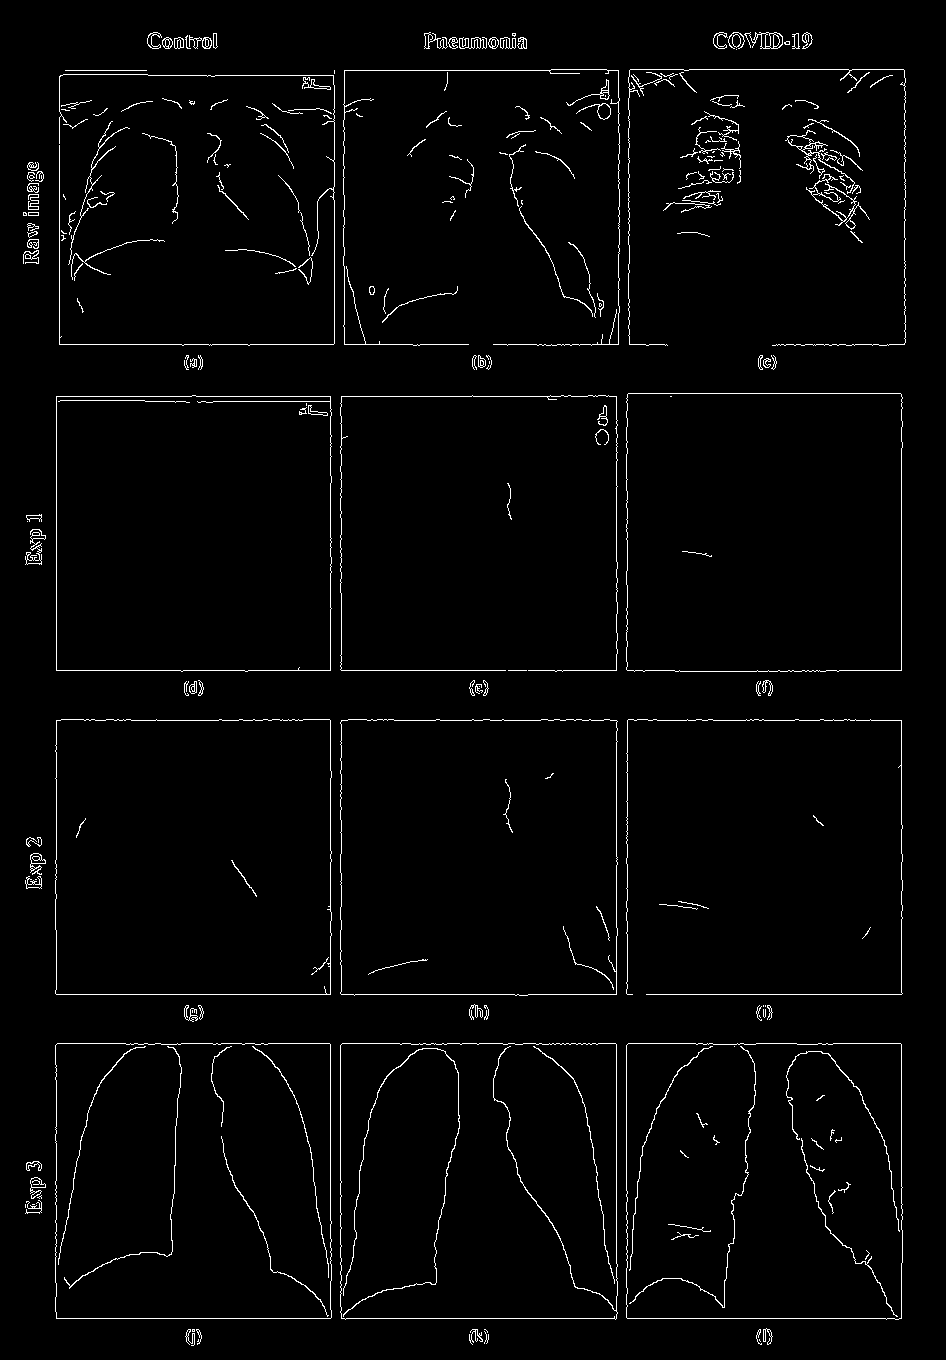 Control Pneumonia COVID-19
Raw image
(a) (b) (c)
Exp 1
(d) (e) (f)
Exp 2
(g) (h) (i)
Exp 3
(j) (k) (l)